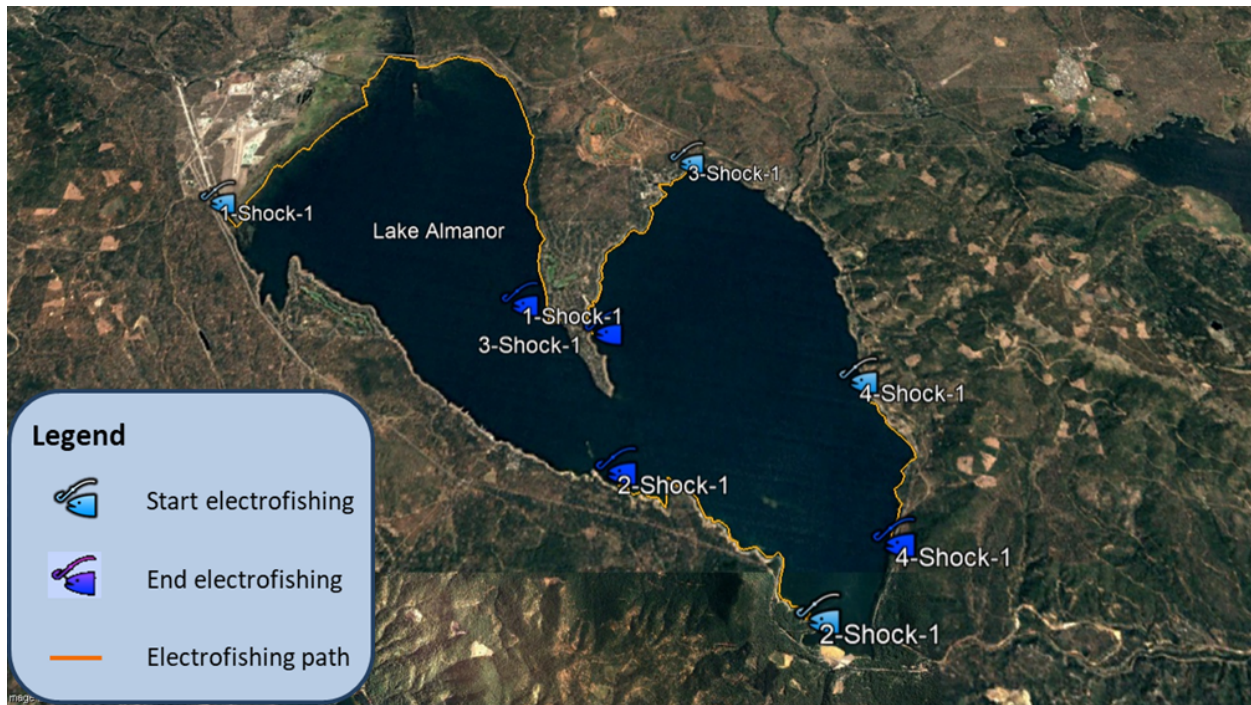 3-Shock-1
1-Shock-1
Lake Almanor
1-Shock-1
3-Shock-1
4-Shock-1
2-Shock-1
4-Shock-1
2-Shock-1
Legend
Start electrofishing
End electrofishing
Electrofishing path